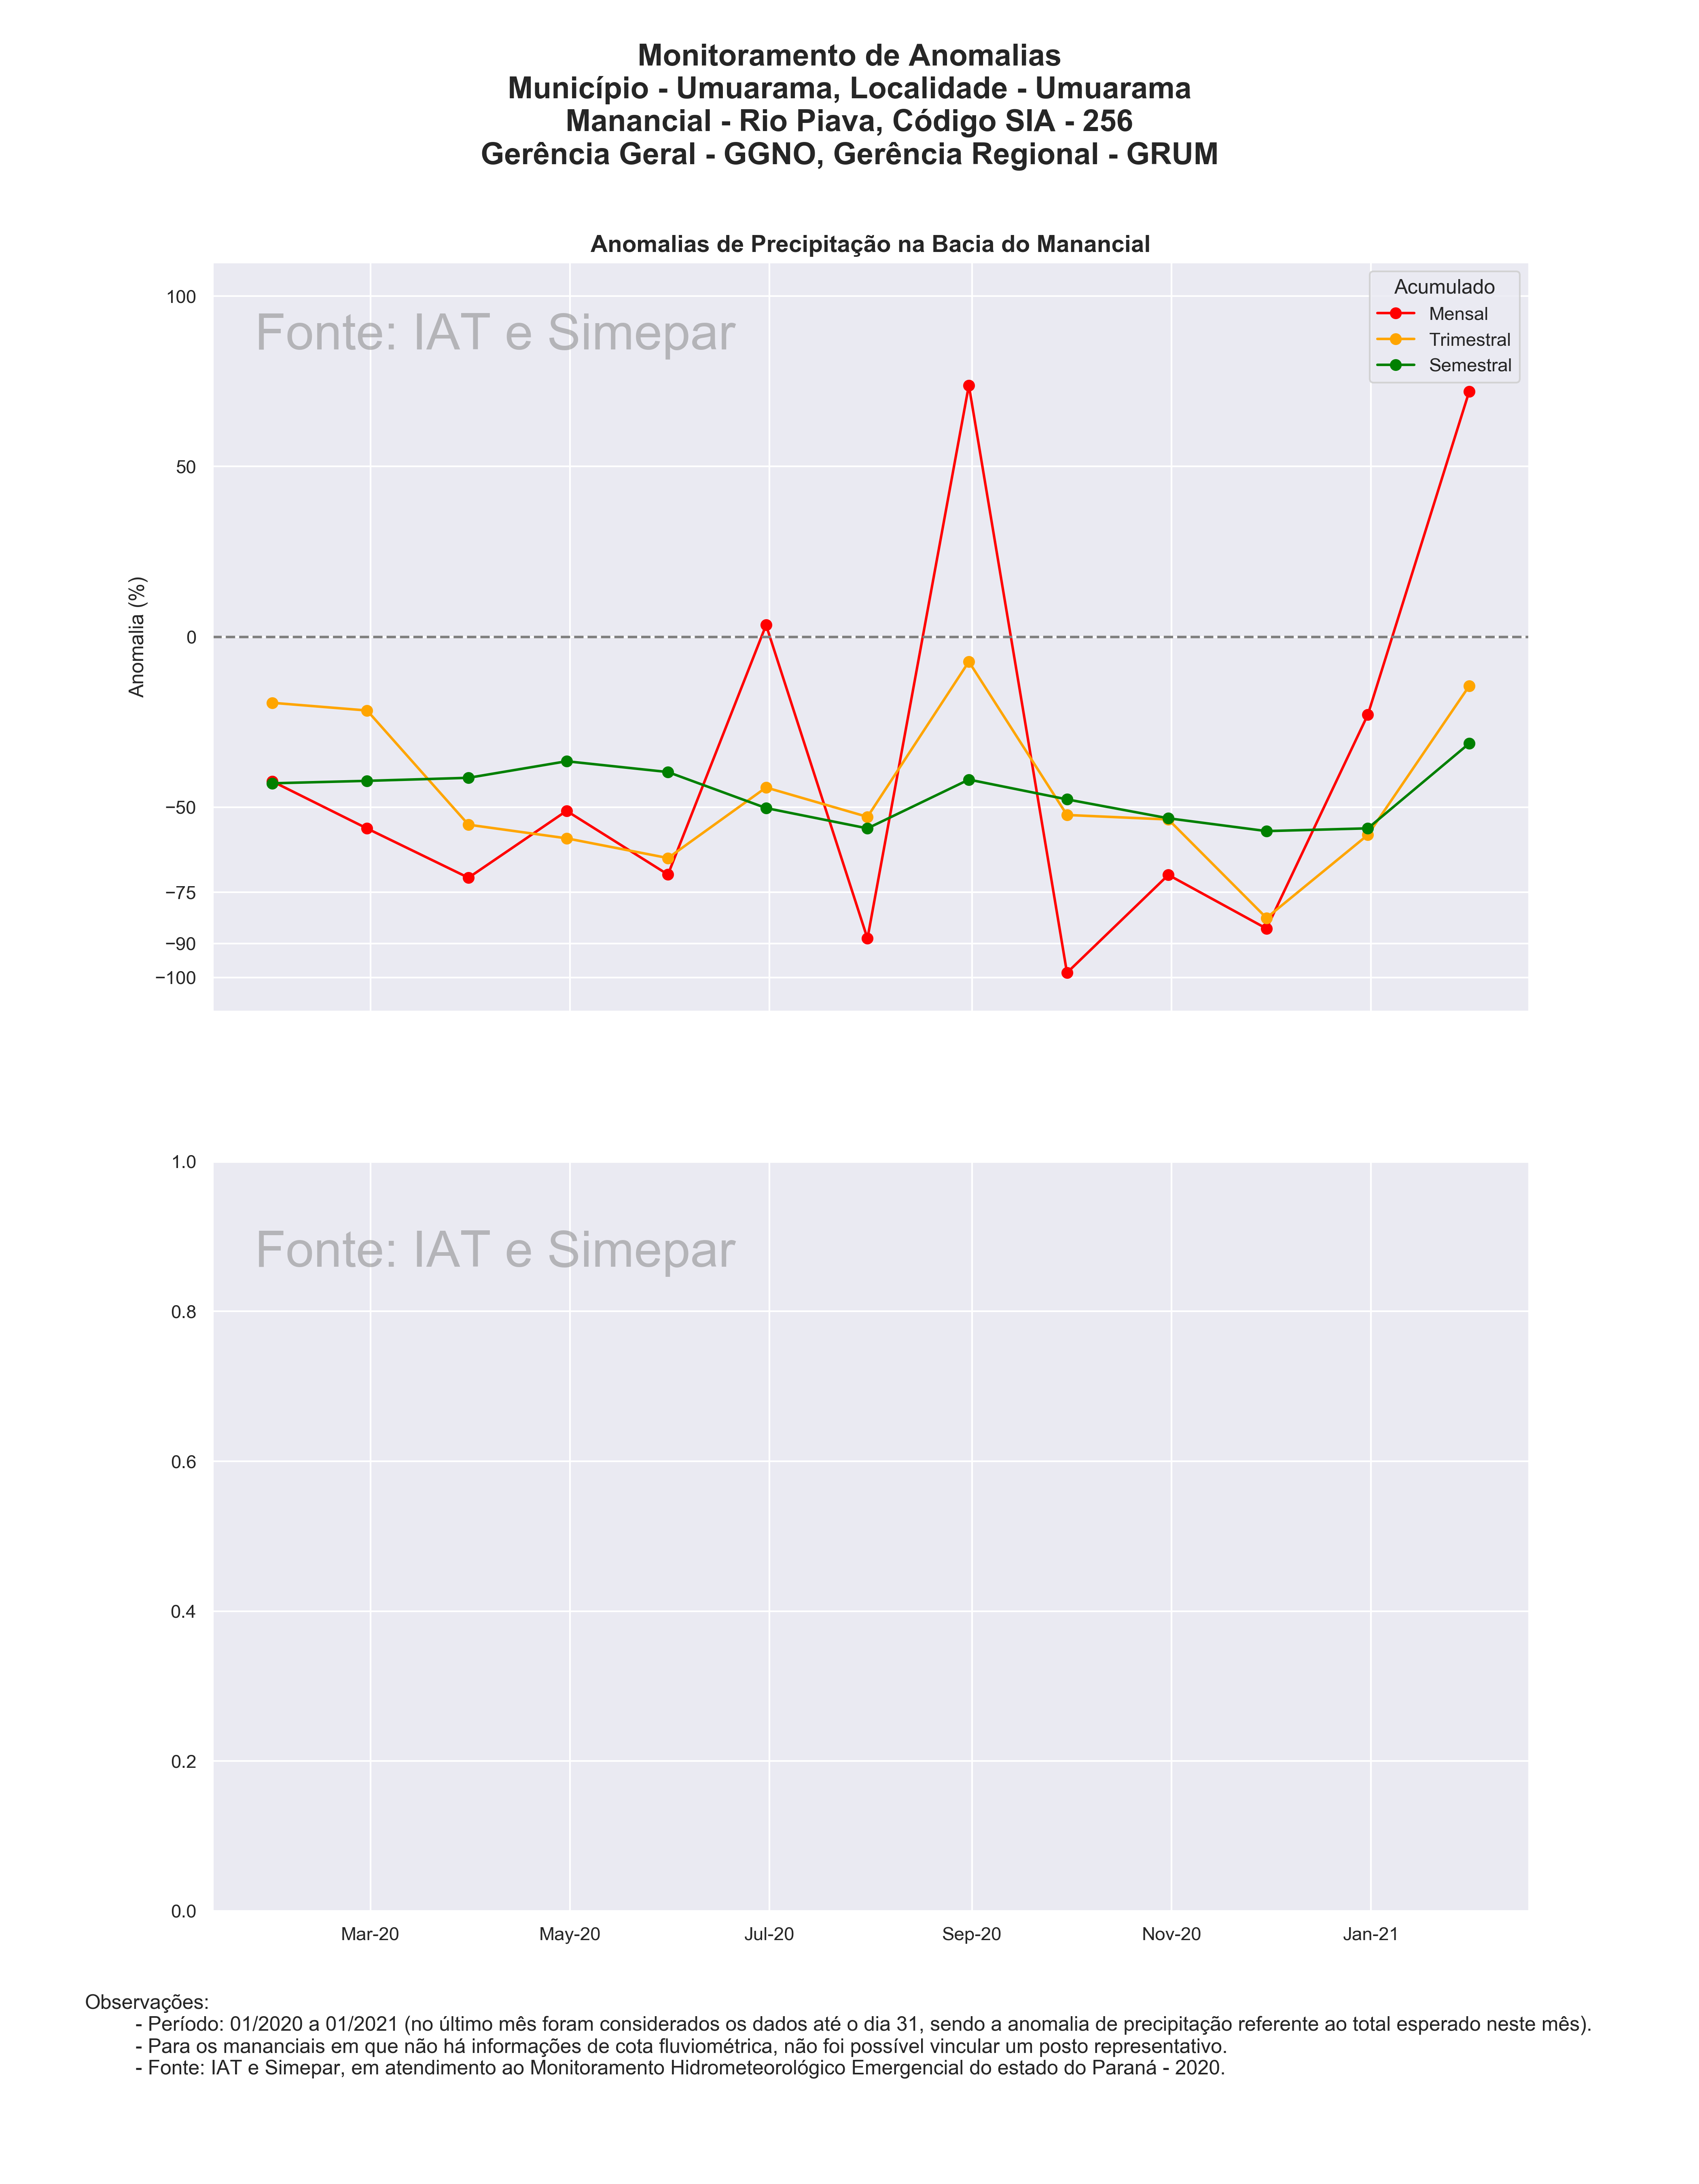 Monitoramento de Anomalias
Município - Umuarama, Localidade - Umuarama
Manancial - Rio Piava, Código SIA - 256
Gerência Geral - GGNO, Gerência Regional - GRUM
Anomalias de Precipitação na Bacia do Manancial
Fonte: IAT e Simepar
Acumulado
Mensal
Trimestral
Semestral
Anomalia (%)
100
50
0
−50
−75
−90
−100
Fonte: IAT e Simepar
1.0
0.8
0.6
0.4
0.2
0.0
Mar-20 May-20 Jul-20 Sep-20 Nov-20 Jan-21
Observações:
- Período: 01/2020 a 01/2021 (no último mês foram considerados os dados até o dia 31, sendo a anomalia de precipitação referente ao total esperado neste mês).
- Para os mananciais em que não há informações de cota fluviométrica, não foi possível vincular um posto representativo.
- Fonte: IAT e Simepar, em atendimento ao Monitoramento Hidrometeorológico Emergencial do estado do Paraná - 2020.